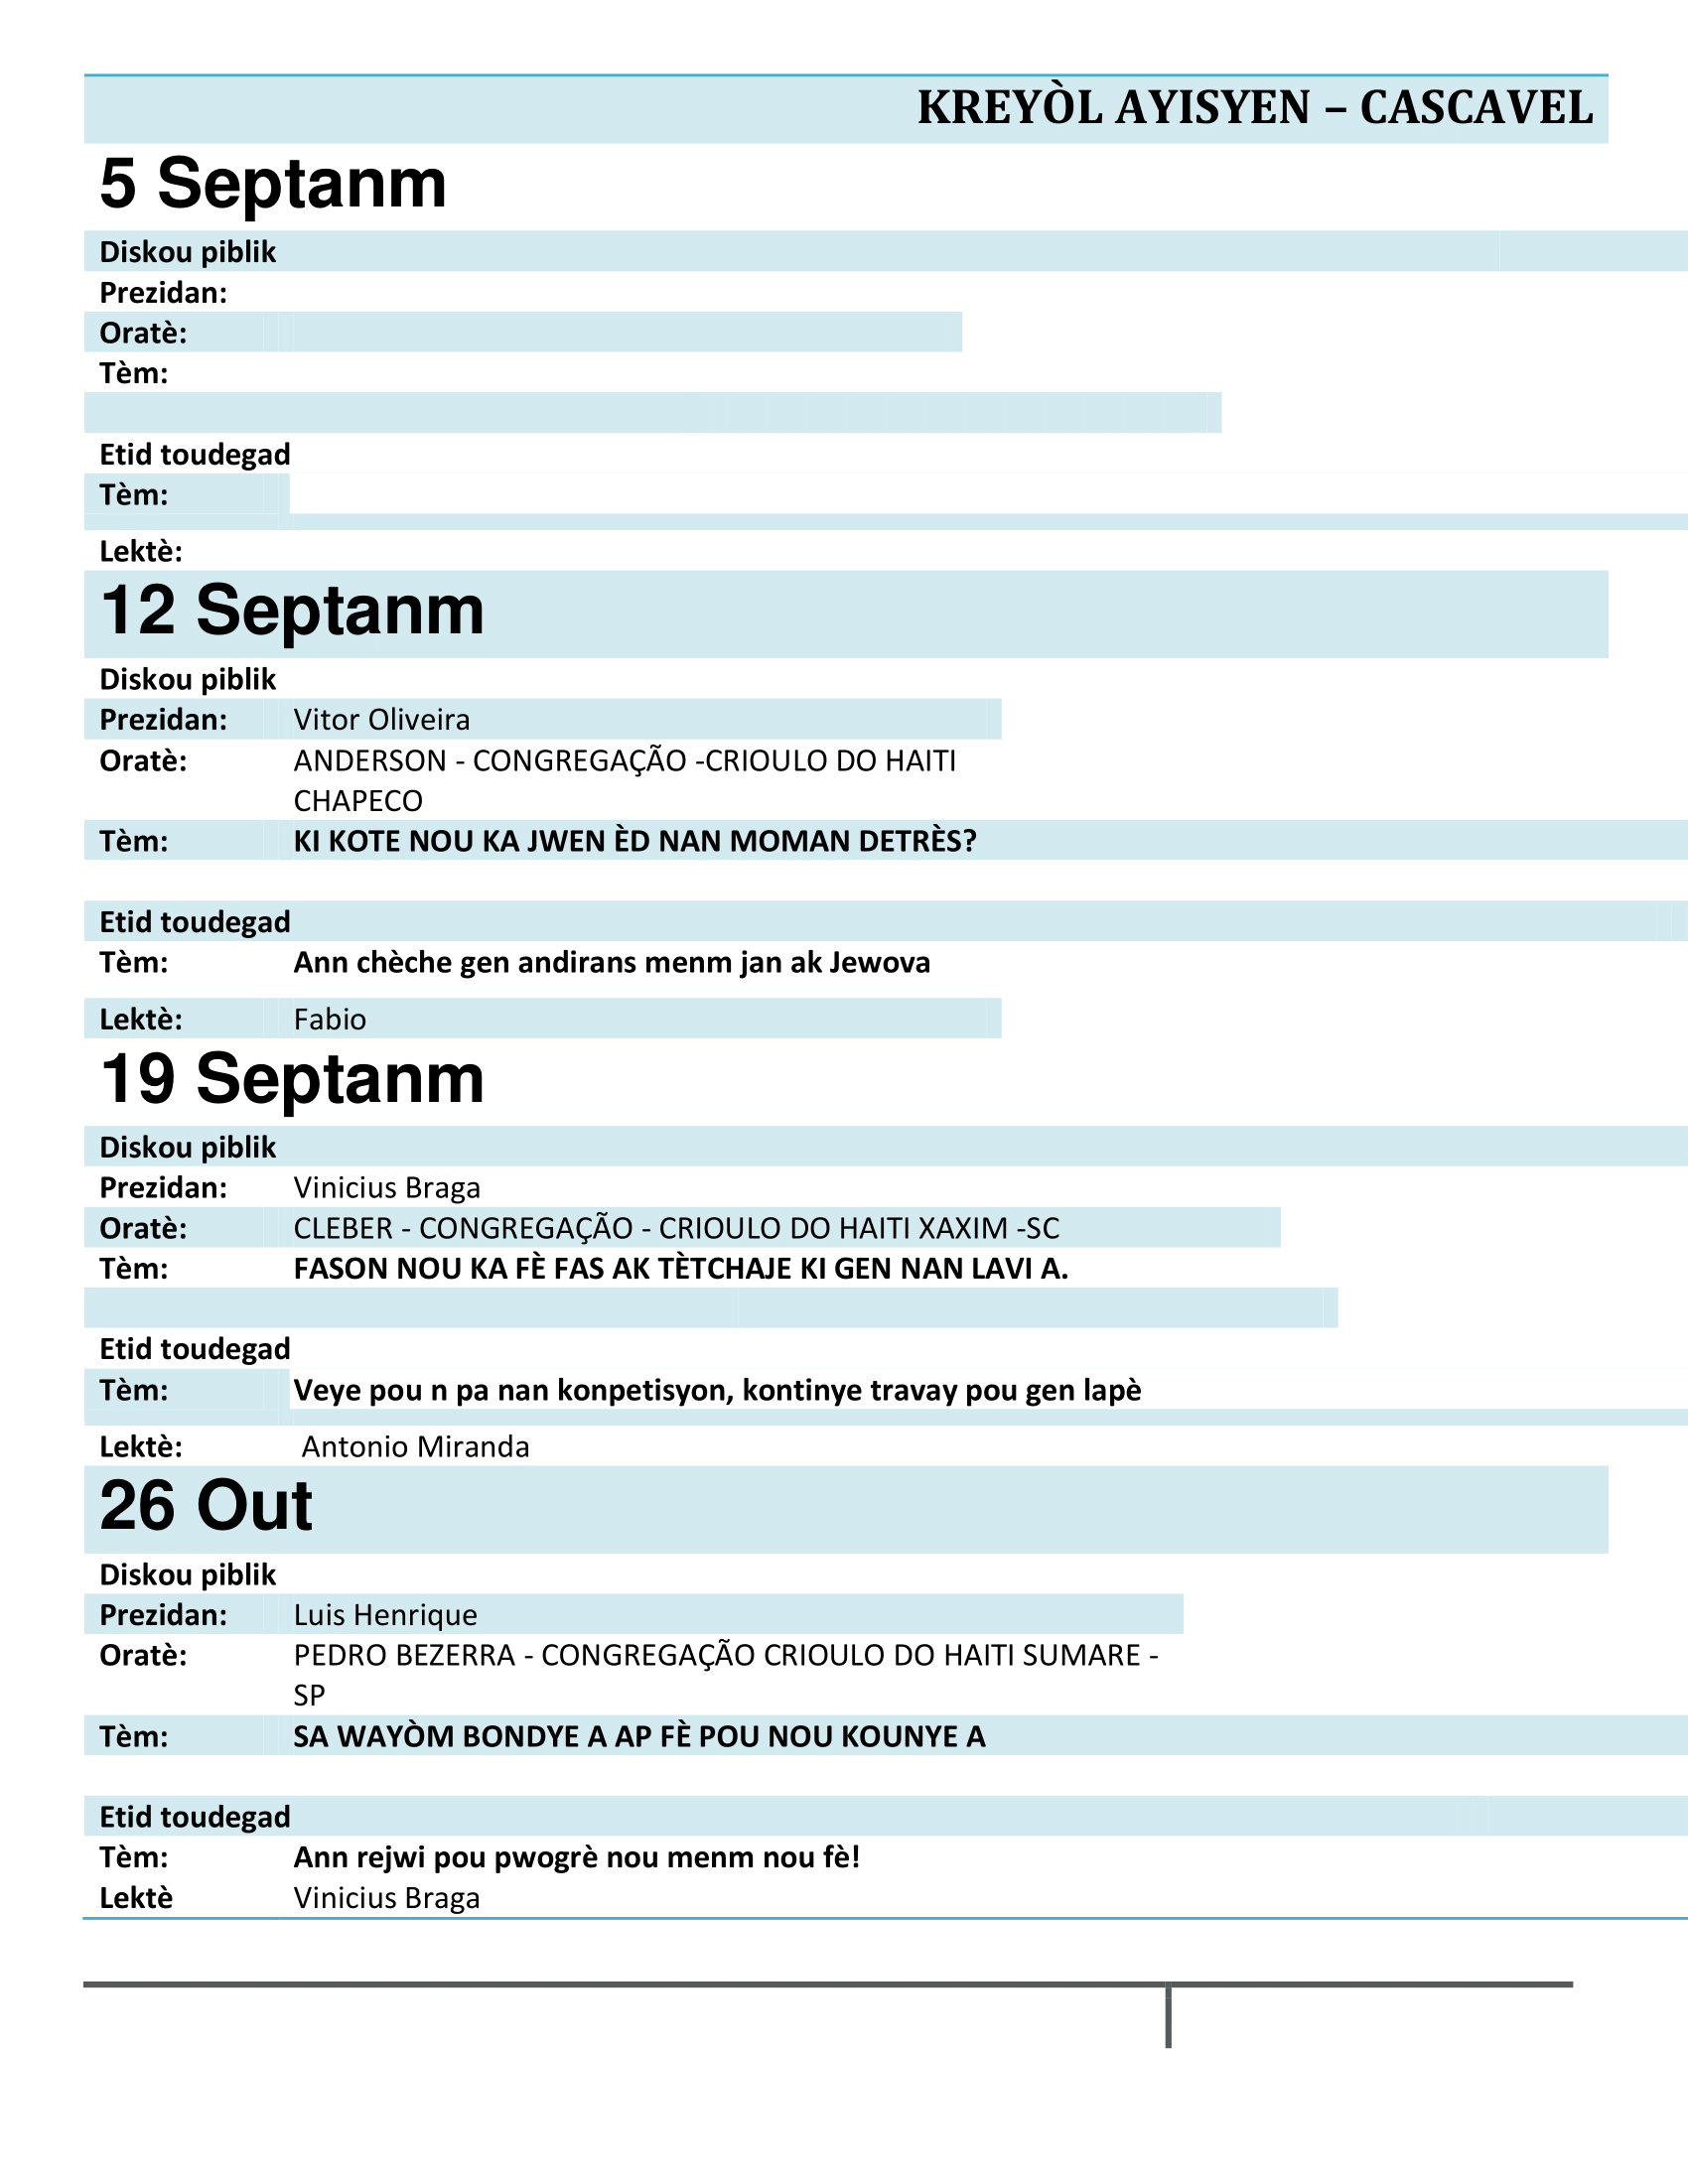 KREYÒL AYISYEN – CASCAVEL
5 Septanm
Diskou piblik
Prezidan:
Oratè:
Tèm:
Etid toudegad
Tèm:
Lektè:
12 Septanm
Diskou piblik
Prezidan: Vitor Oliveira
Oratè: ANDERSON - CONGREGAÇÃO -CRIOULO DO HAITI
CHAPECO
Tèm: KI KOTE NOU KA JWEN ÈD NAN MOMAN DETRÈS?
Etid toudegad
Tèm: Ann chèche gen andirans menm jan ak Jewova
Lektè: Fabio
19 Septanm
Diskou piblik
Prezidan: Vinicius Braga
Oratè: CLEBER - CONGREGAÇÃO - CRIOULO DO HAITI XAXIM -SC
Tèm: FASON NOU KA FÈ FAS AK TÈTCHAJE KI GEN NAN LAVI A.
Etid toudegad
Tèm: Veye pou n pa nan konpetisyon, kontinye travay pou gen lapè
Lektè: Antonio Miranda
26 Out
Diskou piblik
Prezidan: Luis Henrique
Oratè: PEDRO BEZERRA - CONGREGAÇÃO CRIOULO DO HAITI SUMARE -
SP
Tèm: SA WAYÒM BONDYE A AP FÈ POU NOU KOUNYE A
Etid toudegad
Tèm: Ann rejwi pou pwogrè nou menm nou fè!
Lektè Vinicius Braga